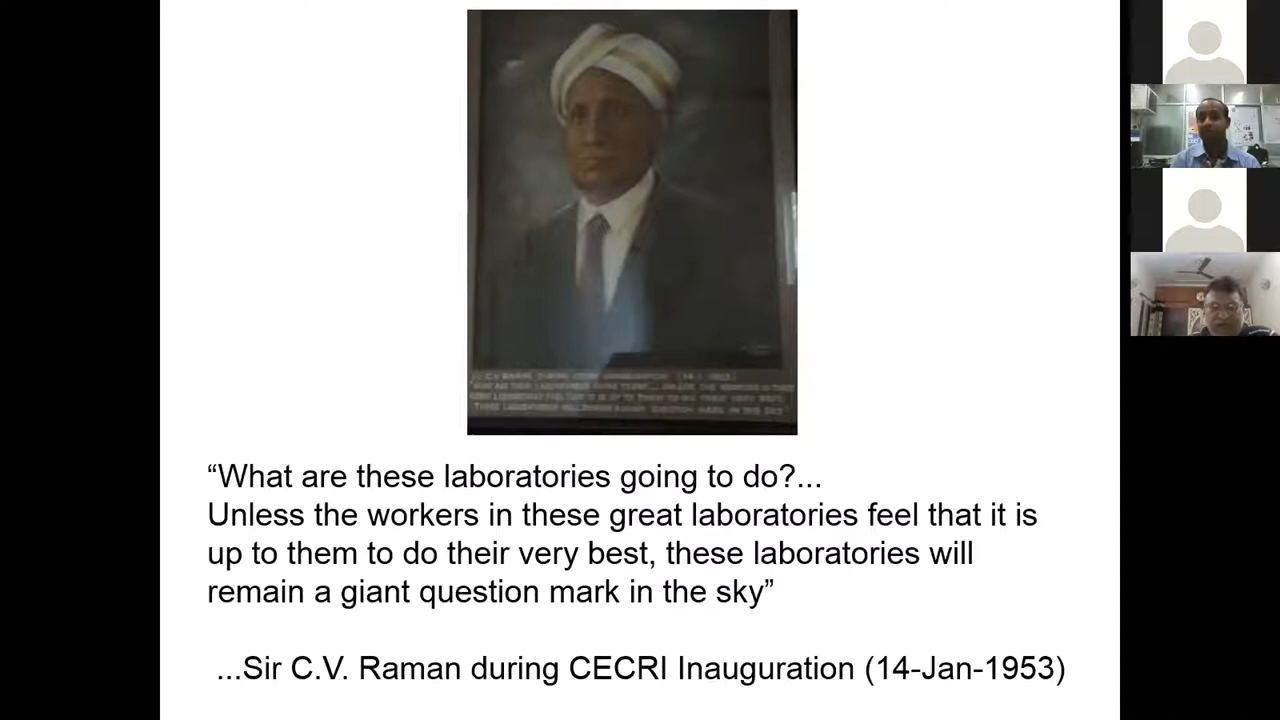 “What are these laboratories going to do?...
Unless the workers in these great laboratories feel that it is
up to them to do their very best, these laboratories will
remain a giant question mark in the sky”
...Sir C.V. Raman during CECRI Inauguration (14-Jan-1953)